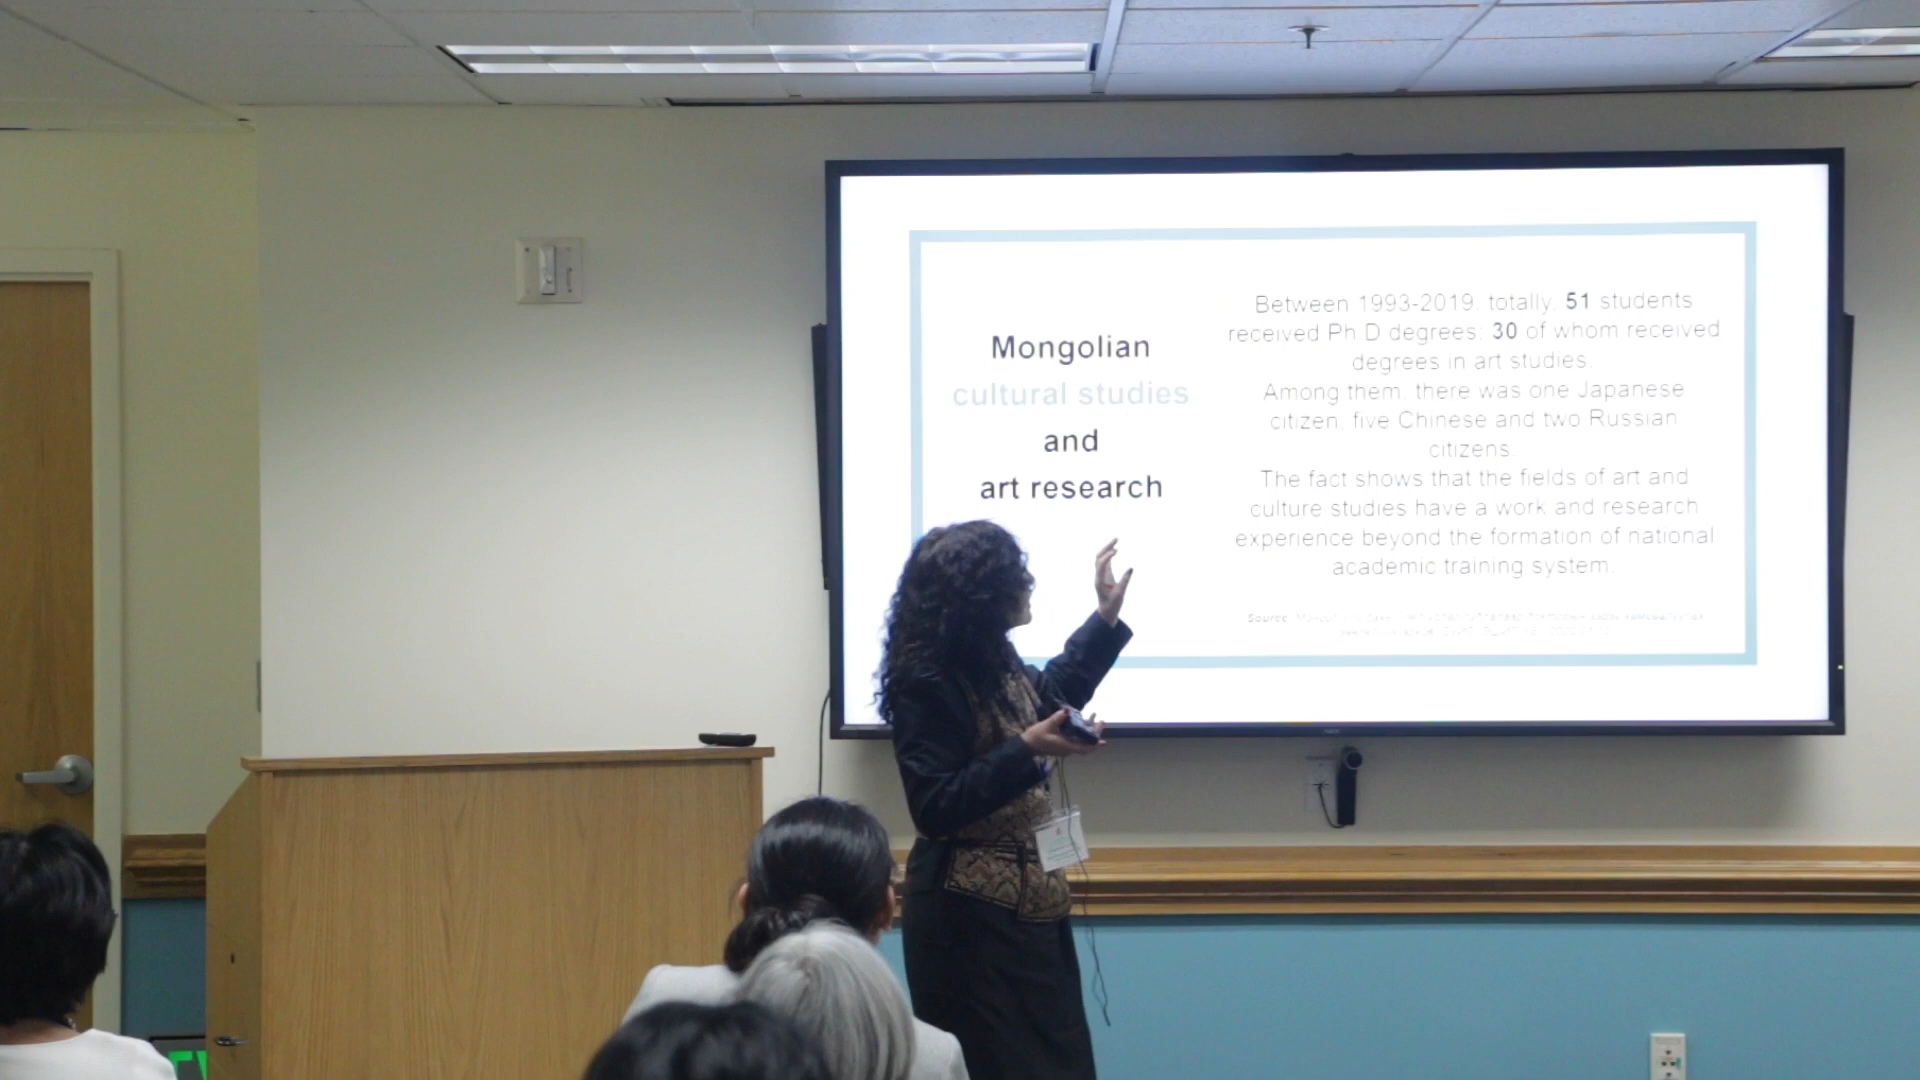 Mongolian
cultural studies
and
art research
Between 1993-2019, totally, 51 students
received Ph.D degrees; 30 of whom received
degrees in art studies.
Among them, there was one Japanese
citizen, five Chinese and two Russian
citizens.
The fact shows that the fields of art and
culture studies have a work and research
experience beyond the formation of national
academic training system.
Source: